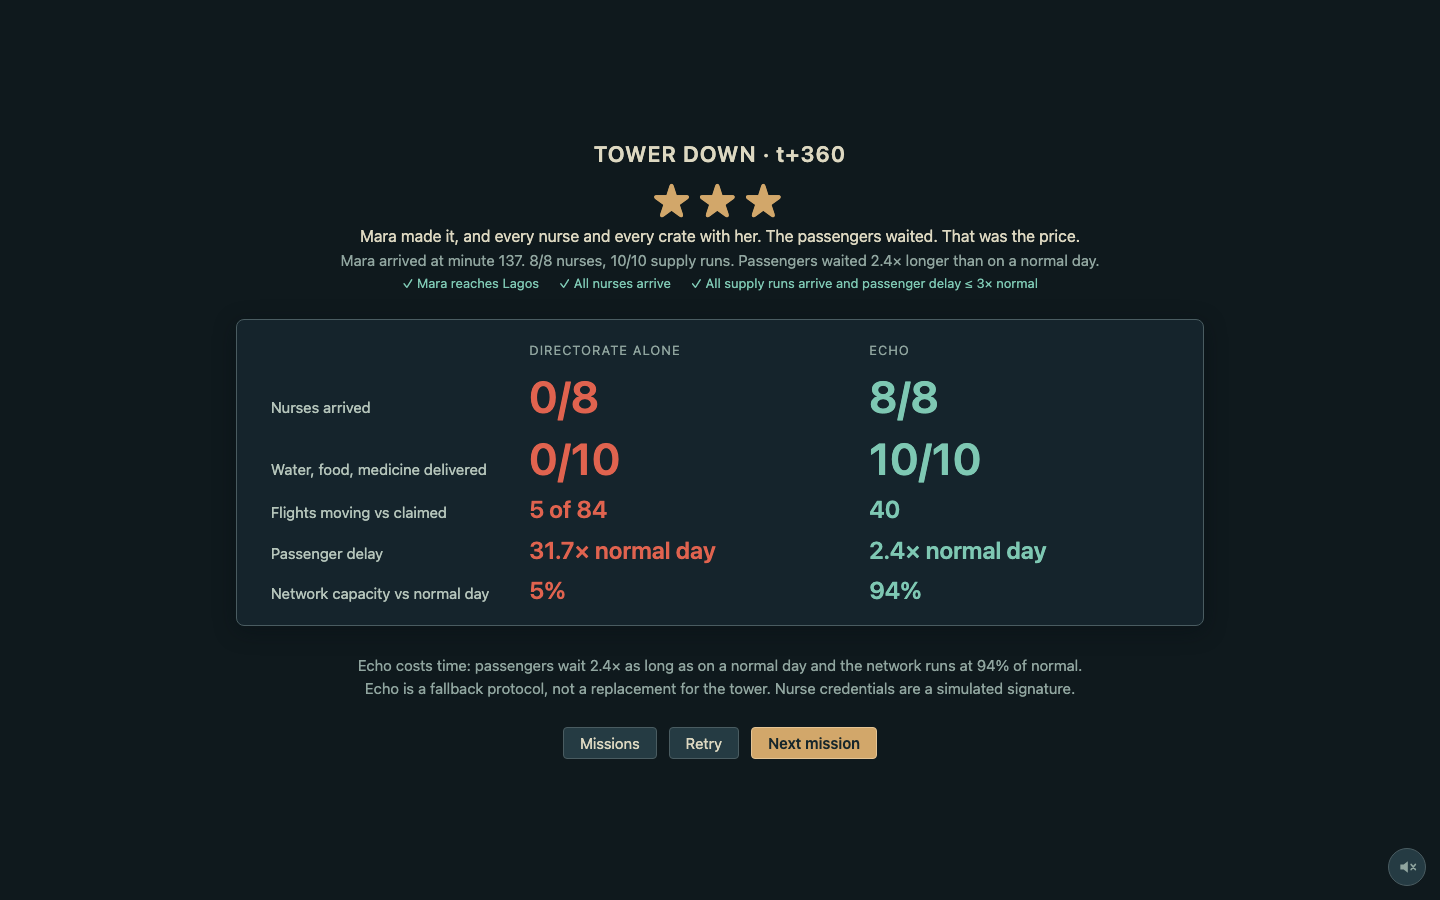 TOWER DOWN · t+360
Mara made it, and every nurse and every crate with her. The passengers waited. That was the price.
Mara arrived at minute 137. 8/8 nurses, 10/10 supply runs. Passengers waited 2.4× longer than on a normal day.
✓ Mara reaches Lagos ✓ All nurses arrive ✓ All supply runs arrive and passenger delay ≤ 3× normal
DIRECTORATE ALONE ECHO
Nurses arrived 0/8 8/8
Water, food, medicine delivered 0/10 10/10
Flights moving vs claimed 5 of 84 40
Passenger delay 31.7× normal day 2.4× normal day
Network capacity vs normal day 5% 94%
Echo costs time: passengers wait 2.4× as long as on a normal day and the network runs at 94% of normal.
Echo is a fallback protocol, not a replacement for the tower. Nurse credentials are a simulated signature.
Missions Retry Next mission